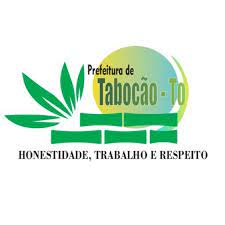 Prefeitura de
Tabocão - To
HONESTIDADE, TRABALHO E RESPEITO